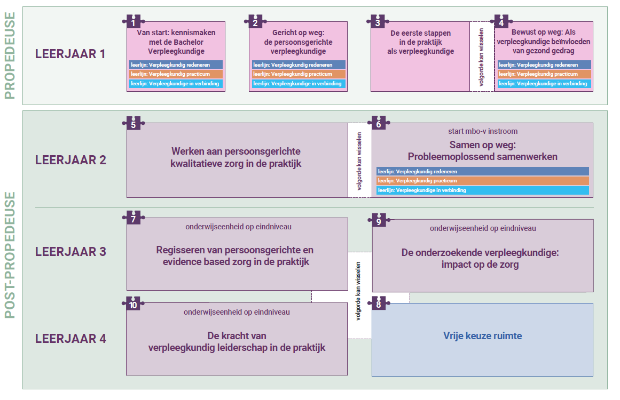 PROPEDEUSE
LEERJAAR 1
1
Van start: kennismaken
met de Bachelor
Verpleegkunde
leerlijn: Verpleegkundig redeneren
leerlijn: Verpleegkundig practicum
leerlijn: Verpleegkundige in verbinding
2
Gericht op weg:
de persoonsgerichte
verpleegkundige
leerlijn: Verpleegkundig redeneren
leerlijn: Verpleegkundig practicum
leerlijn: Verpleegkundige in verbinding
3
De eerste stappen
in de praktijk
als verpleegkundige
volgorde kan wisselen
4
Bewust op weg: Als
verpleegkundige beïnvloeden
van gezond gedrag
leerlijn: Verpleegkundig redeneren
leerlijn: Verpleegkundig practicum
leerlijn: Verpleegkundige in verbinding
POST-PROPEDEUSE
LEERJAAR 2
5
Werken aan persoonsgerichte
kwalitatieve zorg in de praktijk
volgorde kan wisselen
6
start mbo-v instroom
Samen op weg:
Probleemoplossend samenwerken
leerlijn: Verpleegkundig redeneren
leerlijn: Verpleegkundig practicum
leerlijn: Verpleegkundige in verbinding
LEERJAAR 3
7
onderwijseenheid op eindniveau
Regisseren van persoonsgerichte en
evidence based zorg in de praktijk
9
onderwijseenheid op eindniveau
De onderzoekende verpleegkundige:
impact op de zorg
volgorde kan wisselen
LEERJAAR 4
10
onderwijseenheid op eindniveau
De kracht van
verpleegkundig leiderschap in de praktijk
8
Vrije keuze ruimte